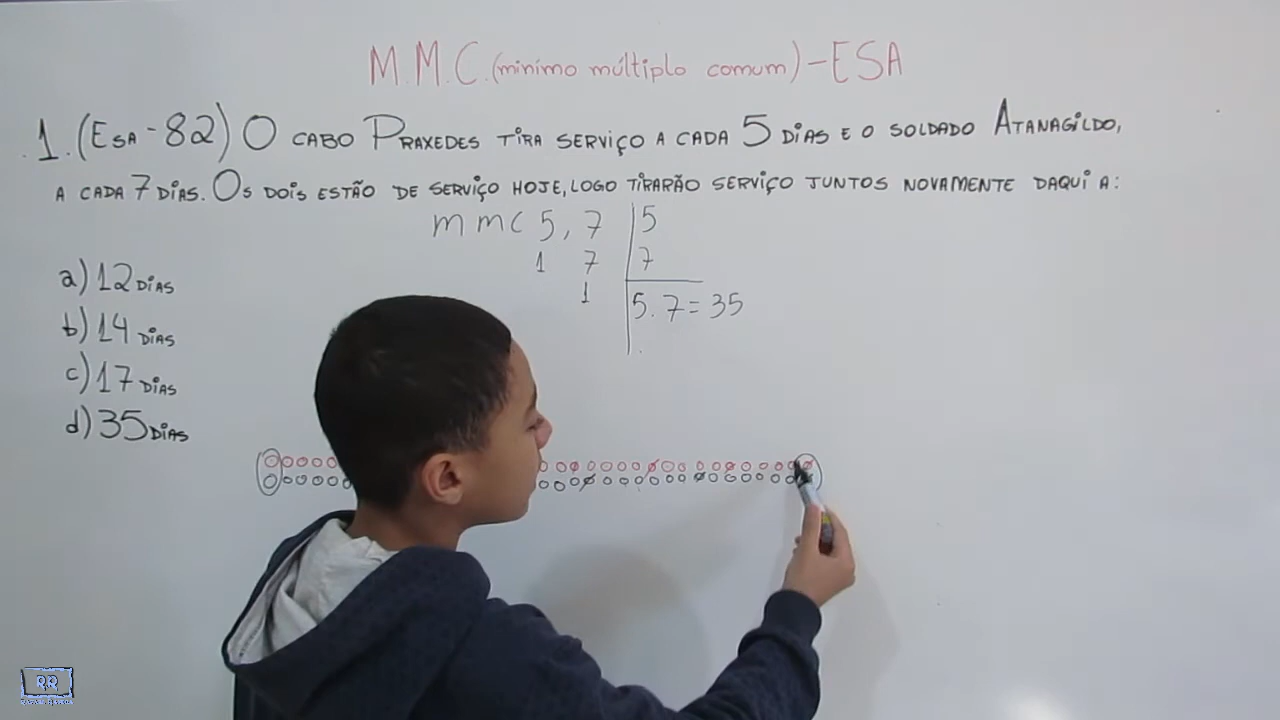 M.M.C.(minimo múltiplo comum)-ESA
1. (ESA-82) O CABO PRAXEDES TIRA SERVIÇO A CADA 5 DIAS E O SOLDADO ATANAGILDO,
A CADA 7 DIAS. OS DOIS ESTÃO DE SERVIÇO HOJE, LOGO TIRARÃO SERVIÇO JUNTOS NOVAMENTE DAQUI A:
mmc 5, 7 | 5
1 7 | 7
1 | 5.7=35
a) 12 DIAS
b) 14 DIAS
c) 17 DIAS
d) 35 DIAS
RR